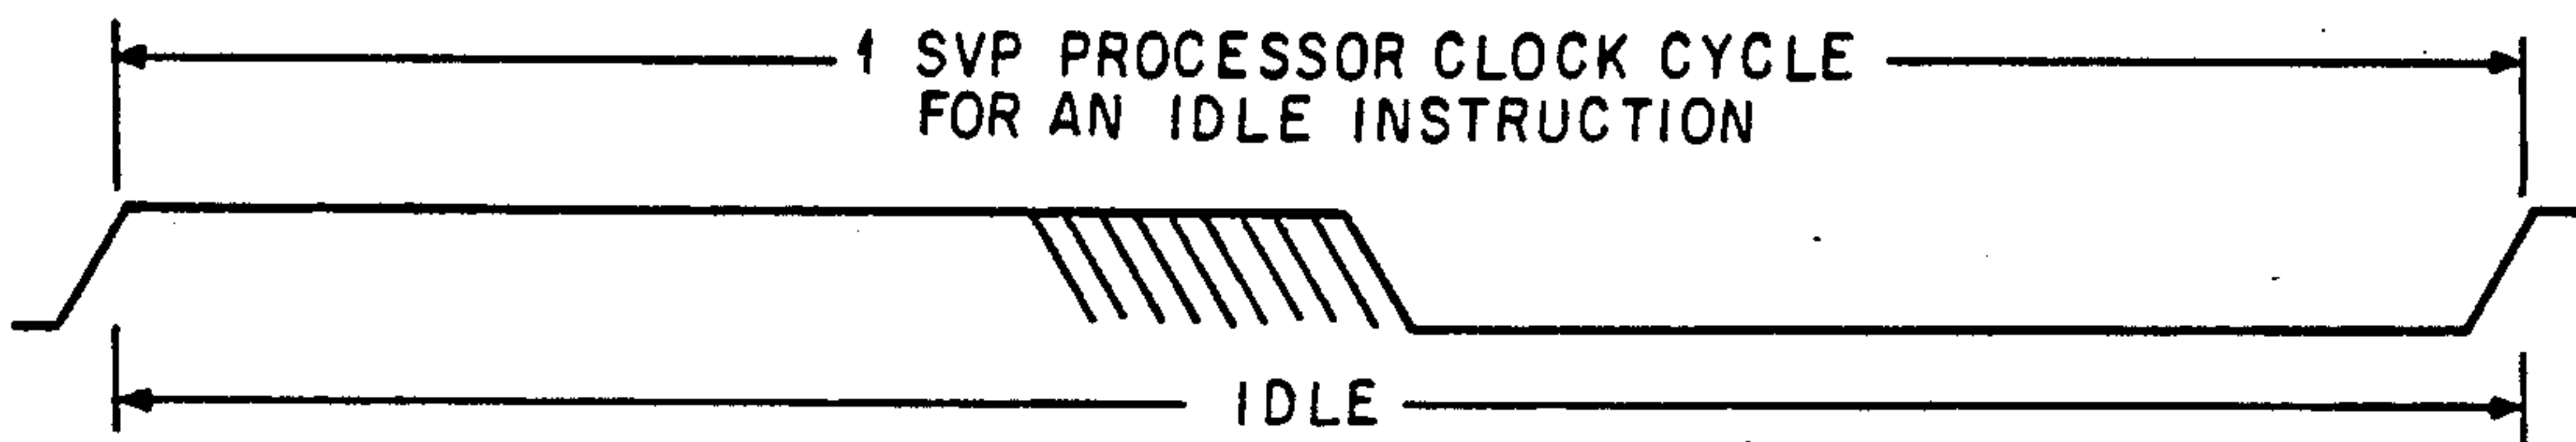 1 SVP PROCESSOR CLOCK CYCLE
FOR AN IDLE INSTRUCTION
IDLE